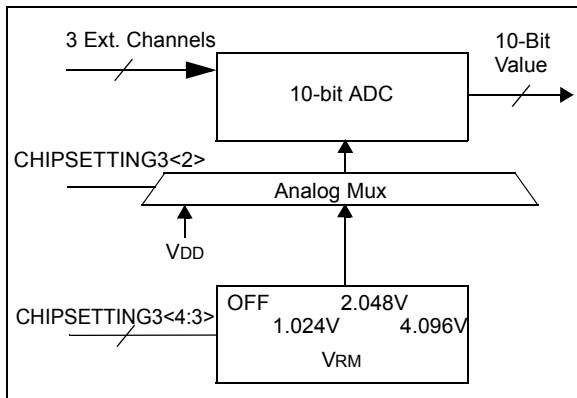 3 Ext. Channels
10-Bit
Value
10-bit ADC
CHIPSETTING3<2>
Analog Mux
VDD
CHIPSETTING3<4:3>
OFF 2.048V
1.024V 4.096V
VRM